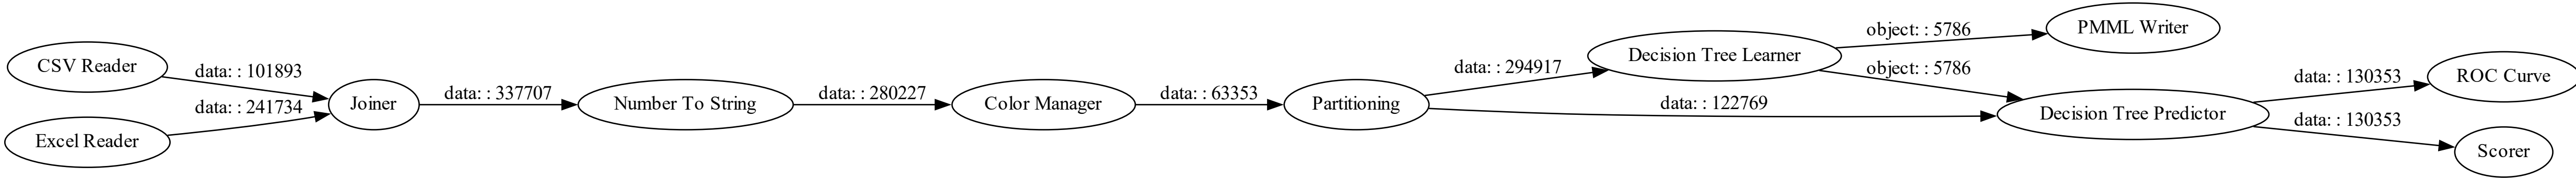 CSV Reader
data: : 101893
Excel Reader
data: : 241734
Joiner
data: : 337707
Number To String
data: : 280227
Color Manager
data: : 63353
Partitioning
data: : 294917
data: : 122769
Decision Tree Learner
object: : 5786
object: : 5786
PMML Writer
Decision Tree Predictor
data: : 130353
data: : 130353
ROC Curve
Scorer